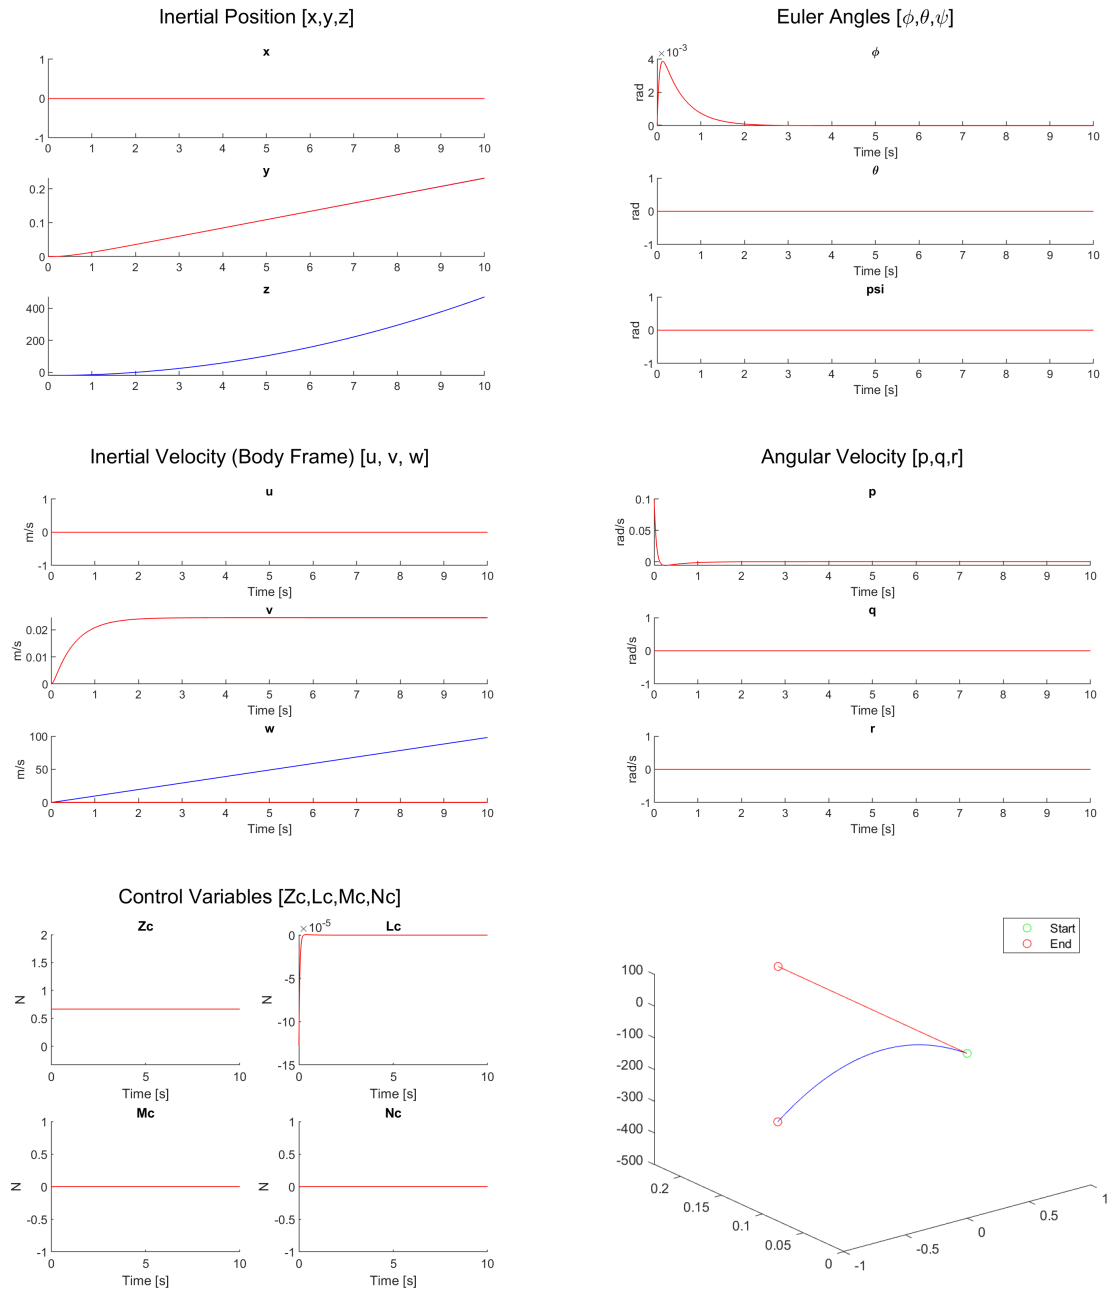 Inertial Position [x,y,z]
x
1
0
-1
0 1 2 3 4 5 6 7 8 9 10
y
0.2
0.1
0
0 1 2 3 4 5 6 7 8 9 10
z
400
200
0
0 1 2 3 4 5 6 7 8 9 10
Euler Angles [ϕ,θ,ψ]
ϕ
×10-3
4
2
0
rad
0 1 2 3 4 5 6 7 8 9 10
Time [s]
θ
1
0
-1
rad
0 1 2 3 4 5 6 7 8 9 10
Time [s]
psi
1
0
-1
rad
0 1 2 3 4 5 6 7 8 9 10
Time [s]
Inertial Velocity (Body Frame) [u, v, w]
u
1
0
-1
m/s
0 1 2 3 4 5 6 7 8 9 10
Time [s]
v
0.02
0.01
0
m/s
0 1 2 3 4 5 6 7 8 9 10
Time [s]
w
100
50
0
m/s
0 1 2 3 4 5 6 7 8 9 10
Time [s]
Angular Velocity [p,q,r]
p
0.1
0.05
0
rad/s
0 1 2 3 4 5 6 7 8 9 10
Time [s]
q
1
0
-1
rad/s
0 1 2 3 4 5 6 7 8 9 10
Time [s]
r
1
0
-1
rad/s
0 1 2 3 4 5 6 7 8 9 10
Time [s]
Control Variables [Zc,Lc,Mc,Nc]
Zc
2
1.5
1
0.5
0
N
0 5 10
Time [s]
Lc
×10-5
0
-5
-10
-15
N
0 5 10
Time [s]
Mc
1
0.5
0
-0.5
-1
N
0 5 10
Time [s]
Nc
1
0.5
0
-0.5
-1
N
0 5 10
Time [s]
Start
End
100
0
-100
-200
-300
-400
-500
0.2
0.15
0.1
0.05
0
-1
-0.5
0
0.5
1